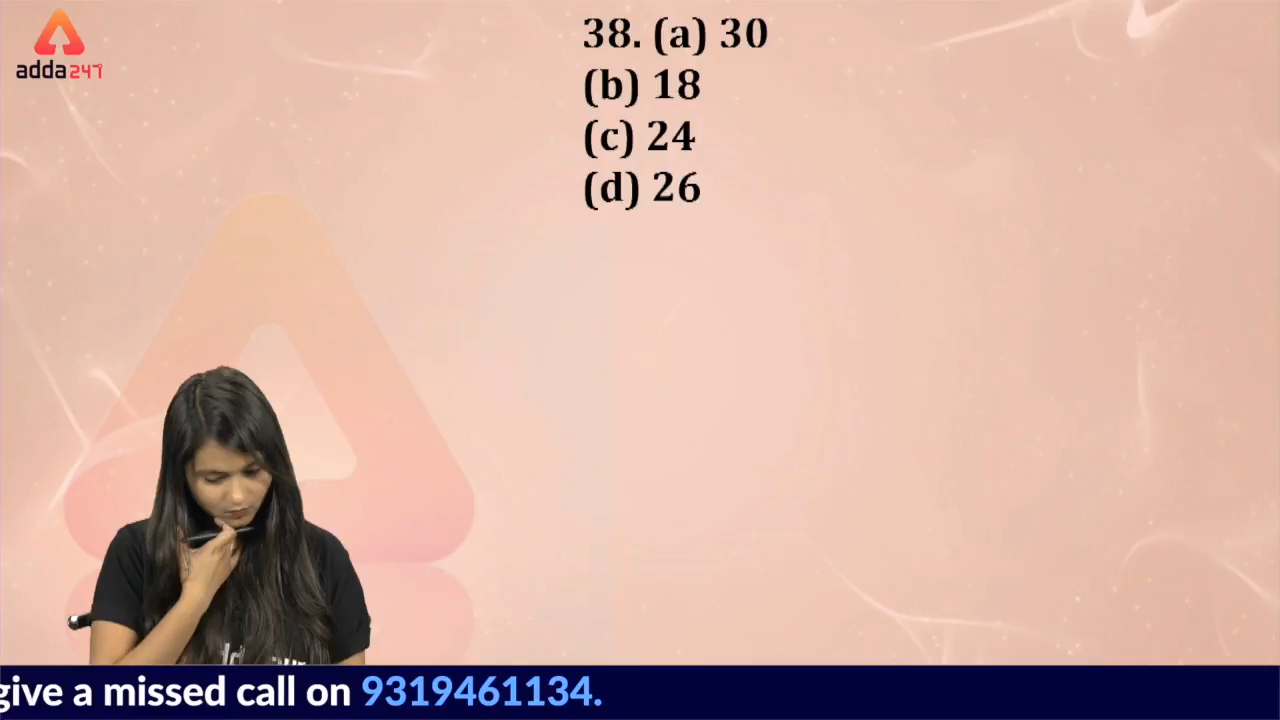 adda247
38. (a) 30
(b) 18
(c) 24
(d) 26
give a missed call on 9319461134.